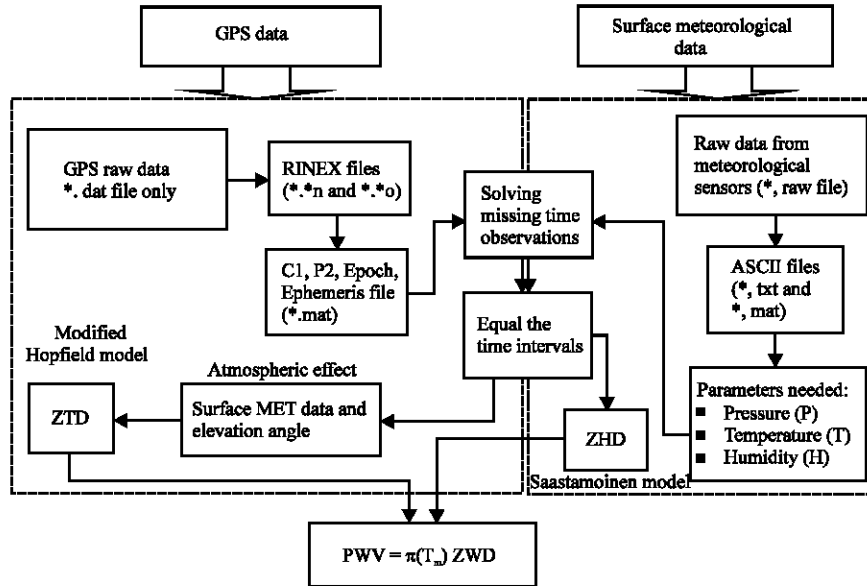 GPS data
Surface meteorological
data
GPS raw data
*. dat file only
RINEX files
(*.*n and *.*o)
C1, P2, Epoch,
Ephemeris file
(*.mat)
Solving
missing time
observations
Equal the
time intervals
Raw data from
meteorological
sensors (*, raw file)
ASCII files
(*, txt and
*, mat)
Parameters needed:
■ Pressure (P)
■ Temperature (T)
■ Humidity (H)
Modified
Hopfield model
ZTD
Atmospheric effect
Surface MET data and
elevation angle
ZHD
Saastamoinen model
PWV = π(Tₘ) ZWD